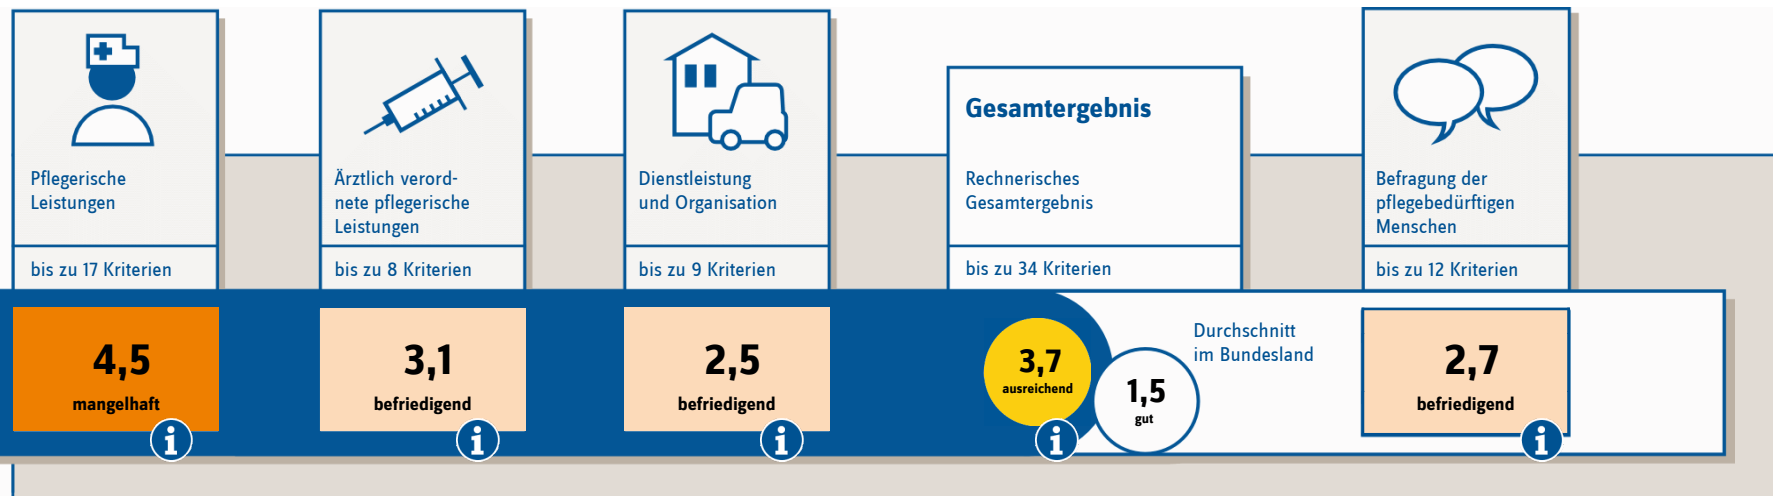 Pflegerische
Leistungen
bis zu 17 Kriterien
4,5
mangelhaft
i
Ärztlich verord-
nete pflegerische
Leistungen
bis zu 8 Kriterien
3,1
befriedigend
i
Dienstleistung
und Organisation
bis zu 9 Kriterien
2,5
befriedigend
i
Gesamtergebnis
Rechnerisches
Gesamtergebnis
bis zu 34 Kriterien
3,7
ausreichend
i
Durchschnitt
im Bundesland
1,5
gut
Befragung der
pflegebedürftigen
Menschen
bis zu 12 Kriterien
2,7
befriedigend
i